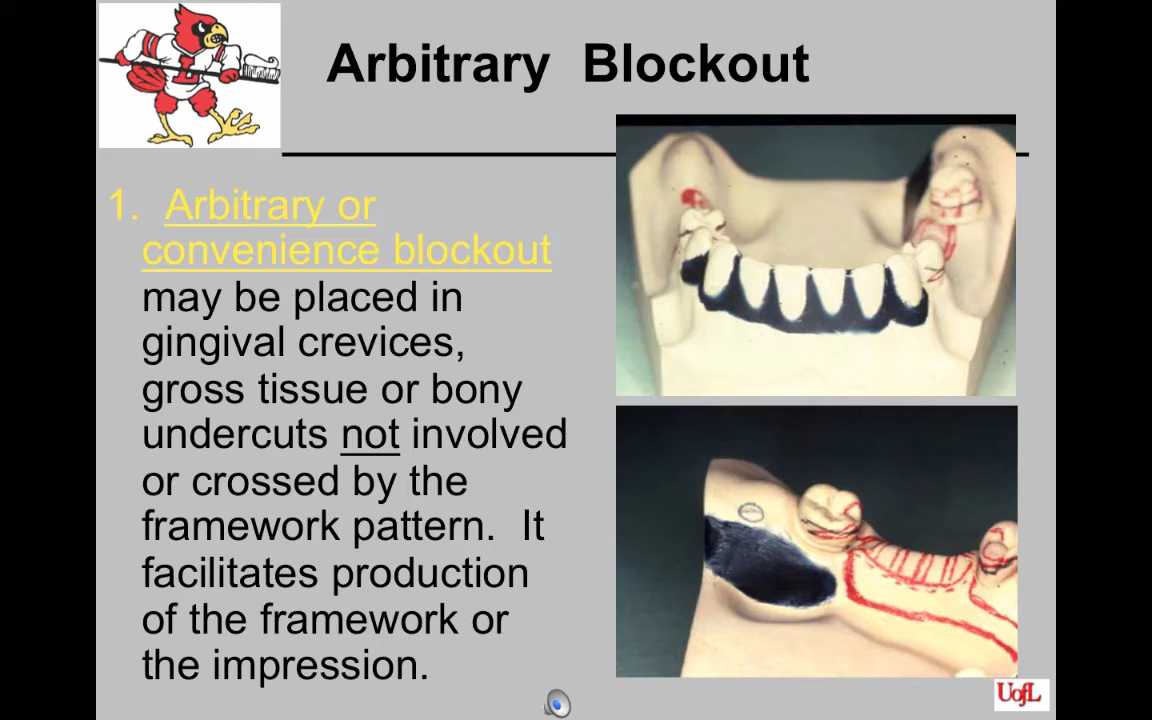 Arbitrary Blockout
1. Arbitrary or
convenience blockout
may be placed in
gingival crevices,
gross tissue or bony
undercuts not involved
or crossed by the
framework pattern. It
facilitates production
of the framework or
the impression.
UofL